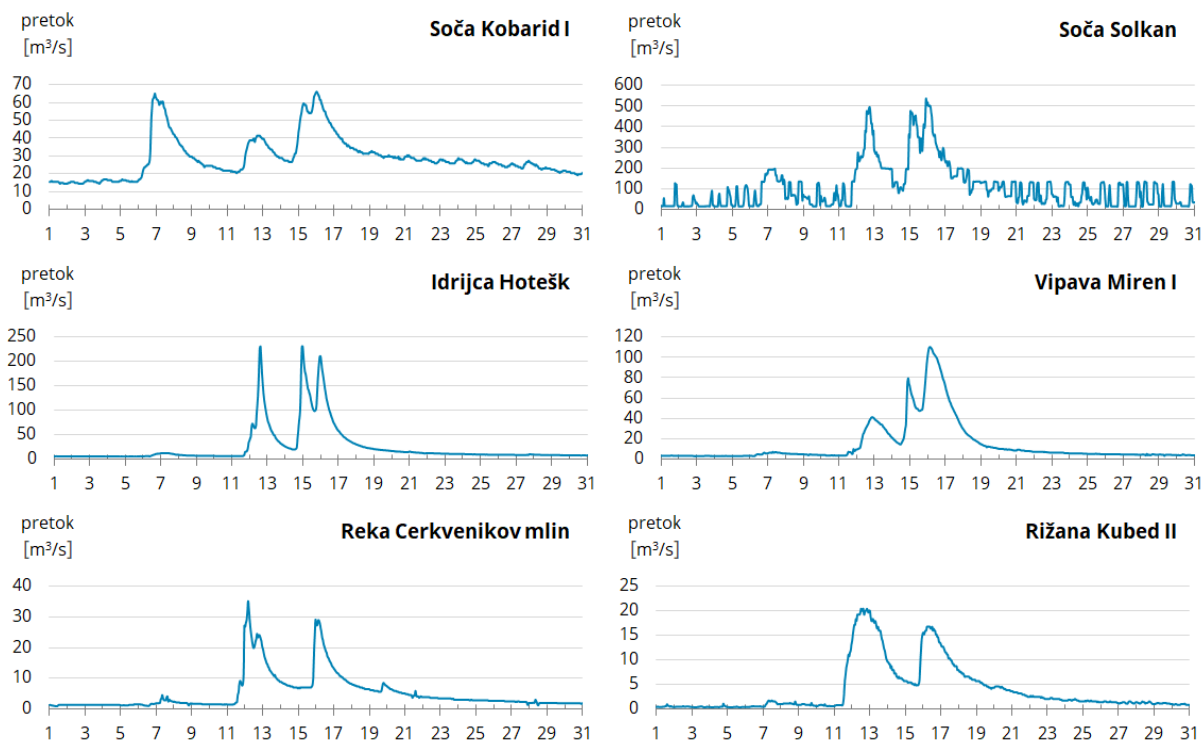 pretok
[m³/s]
Soča Kobarid I
70
60
50
40
30
20
10
0
1 3 5 7 9 11 13 15 17 19 21 23 25 27 29 31
pretok
[m³/s]
Soča Solkan
600
500
400
300
200
100
0
1 3 5 7 9 11 13 15 17 19 21 23 25 27 29 31
pretok
[m³/s]
Idrijca Hotešk
250
200
150
100
50
0
1 3 5 7 9 11 13 15 17 19 21 23 25 27 29 31
pretok
[m³/s]
Vipava Miren I
120
100
80
60
40
20
0
1 3 5 7 9 11 13 15 17 19 21 23 25 27 29 31
pretok
[m³/s]
Reka Cerkvenikov mlin
40
30
20
10
0
1 3 5 7 9 11 13 15 17 19 21 23 25 27 29 31
pretok
[m³/s]
Rižana Kubed II
25
20
15
10
5
0
1 3 5 7 9 11 13 15 17 19 21 23 25 27 29 31